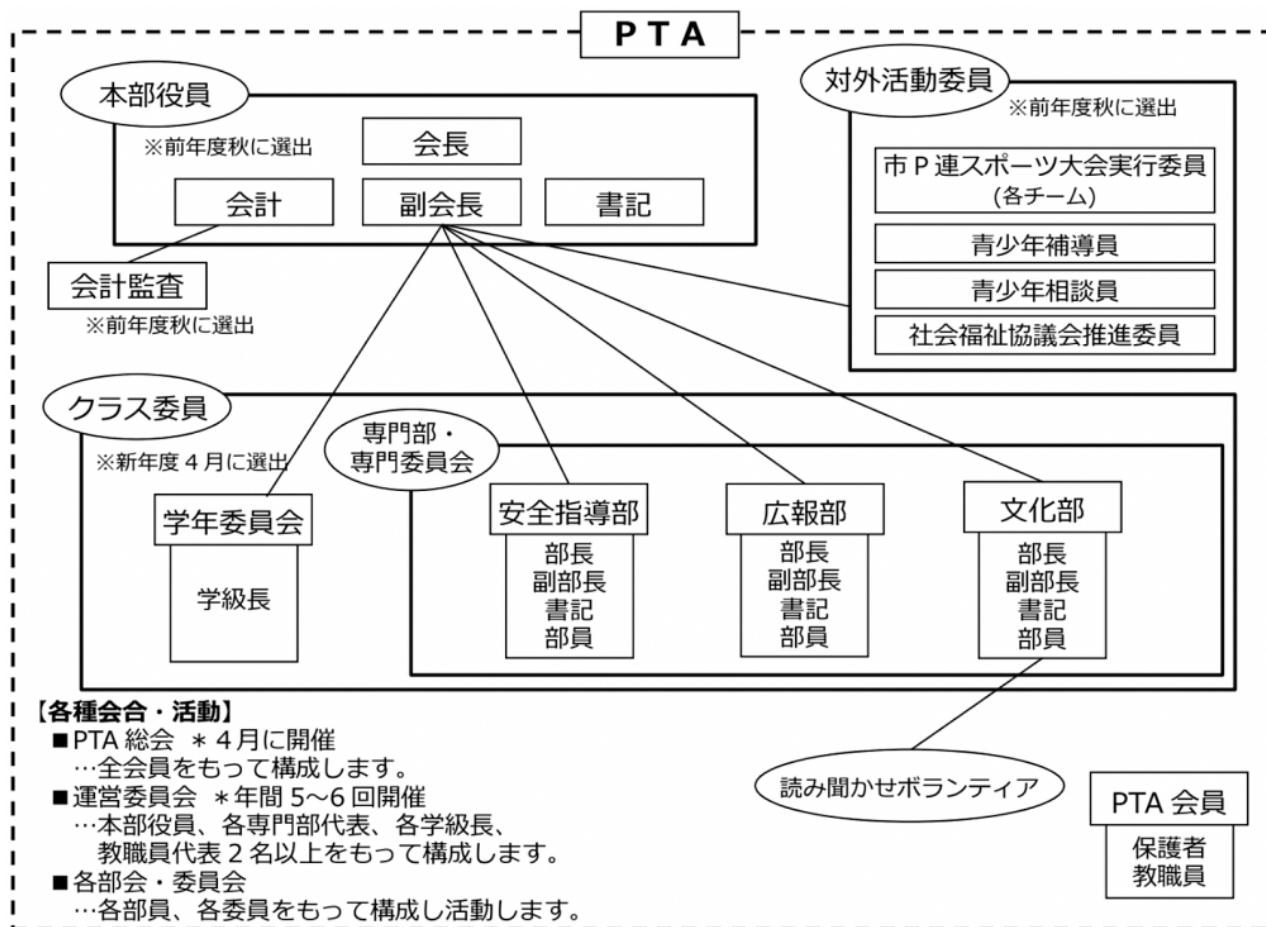 PTA
本部役員
※前年度秋に選出
会長
会計
副会長
書記
会計監査
※前年度秋に選出
対外活動委員
※前年度秋に選出
市P連スポーツ大会実行委員
(各チーム)
青少年補導員
青少年相談員
社会福祉協議会推進委員
クラス委員
※新年度4月に選出
学年委員会
学級長
専門部・
専門委員会
安全指導部
部長
副部長
書記
部員
広報部
部長
副部長
書記
部員
文化部
部長
副部長
書記
部員
読み聞かせボランティア
【各種会合・活動】
■PTA総会 ＊4月に開催
…全会員をもって構成します。
■運営委員会 ＊年間5～6回開催
…本部役員、各専門部代表、各学級長、
教職員代表2名以上をもって構成します。
■各部会・委員会
…各部員、各委員をもって構成し活動します。
PTA会員
保護者
教職員